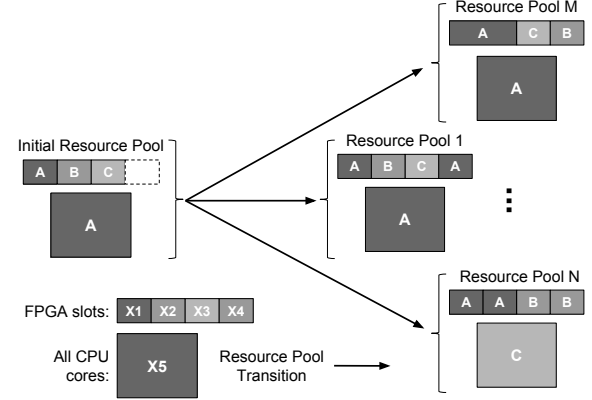 Resource Pool M
A C B
A
Initial Resource Pool
A B C
A
Resource Pool 1
A B C A
A
Resource Pool N
A A B B
C
FPGA slots: X1 X2 X3 X4
All CPU
cores:
X5
Resource Pool
Transition